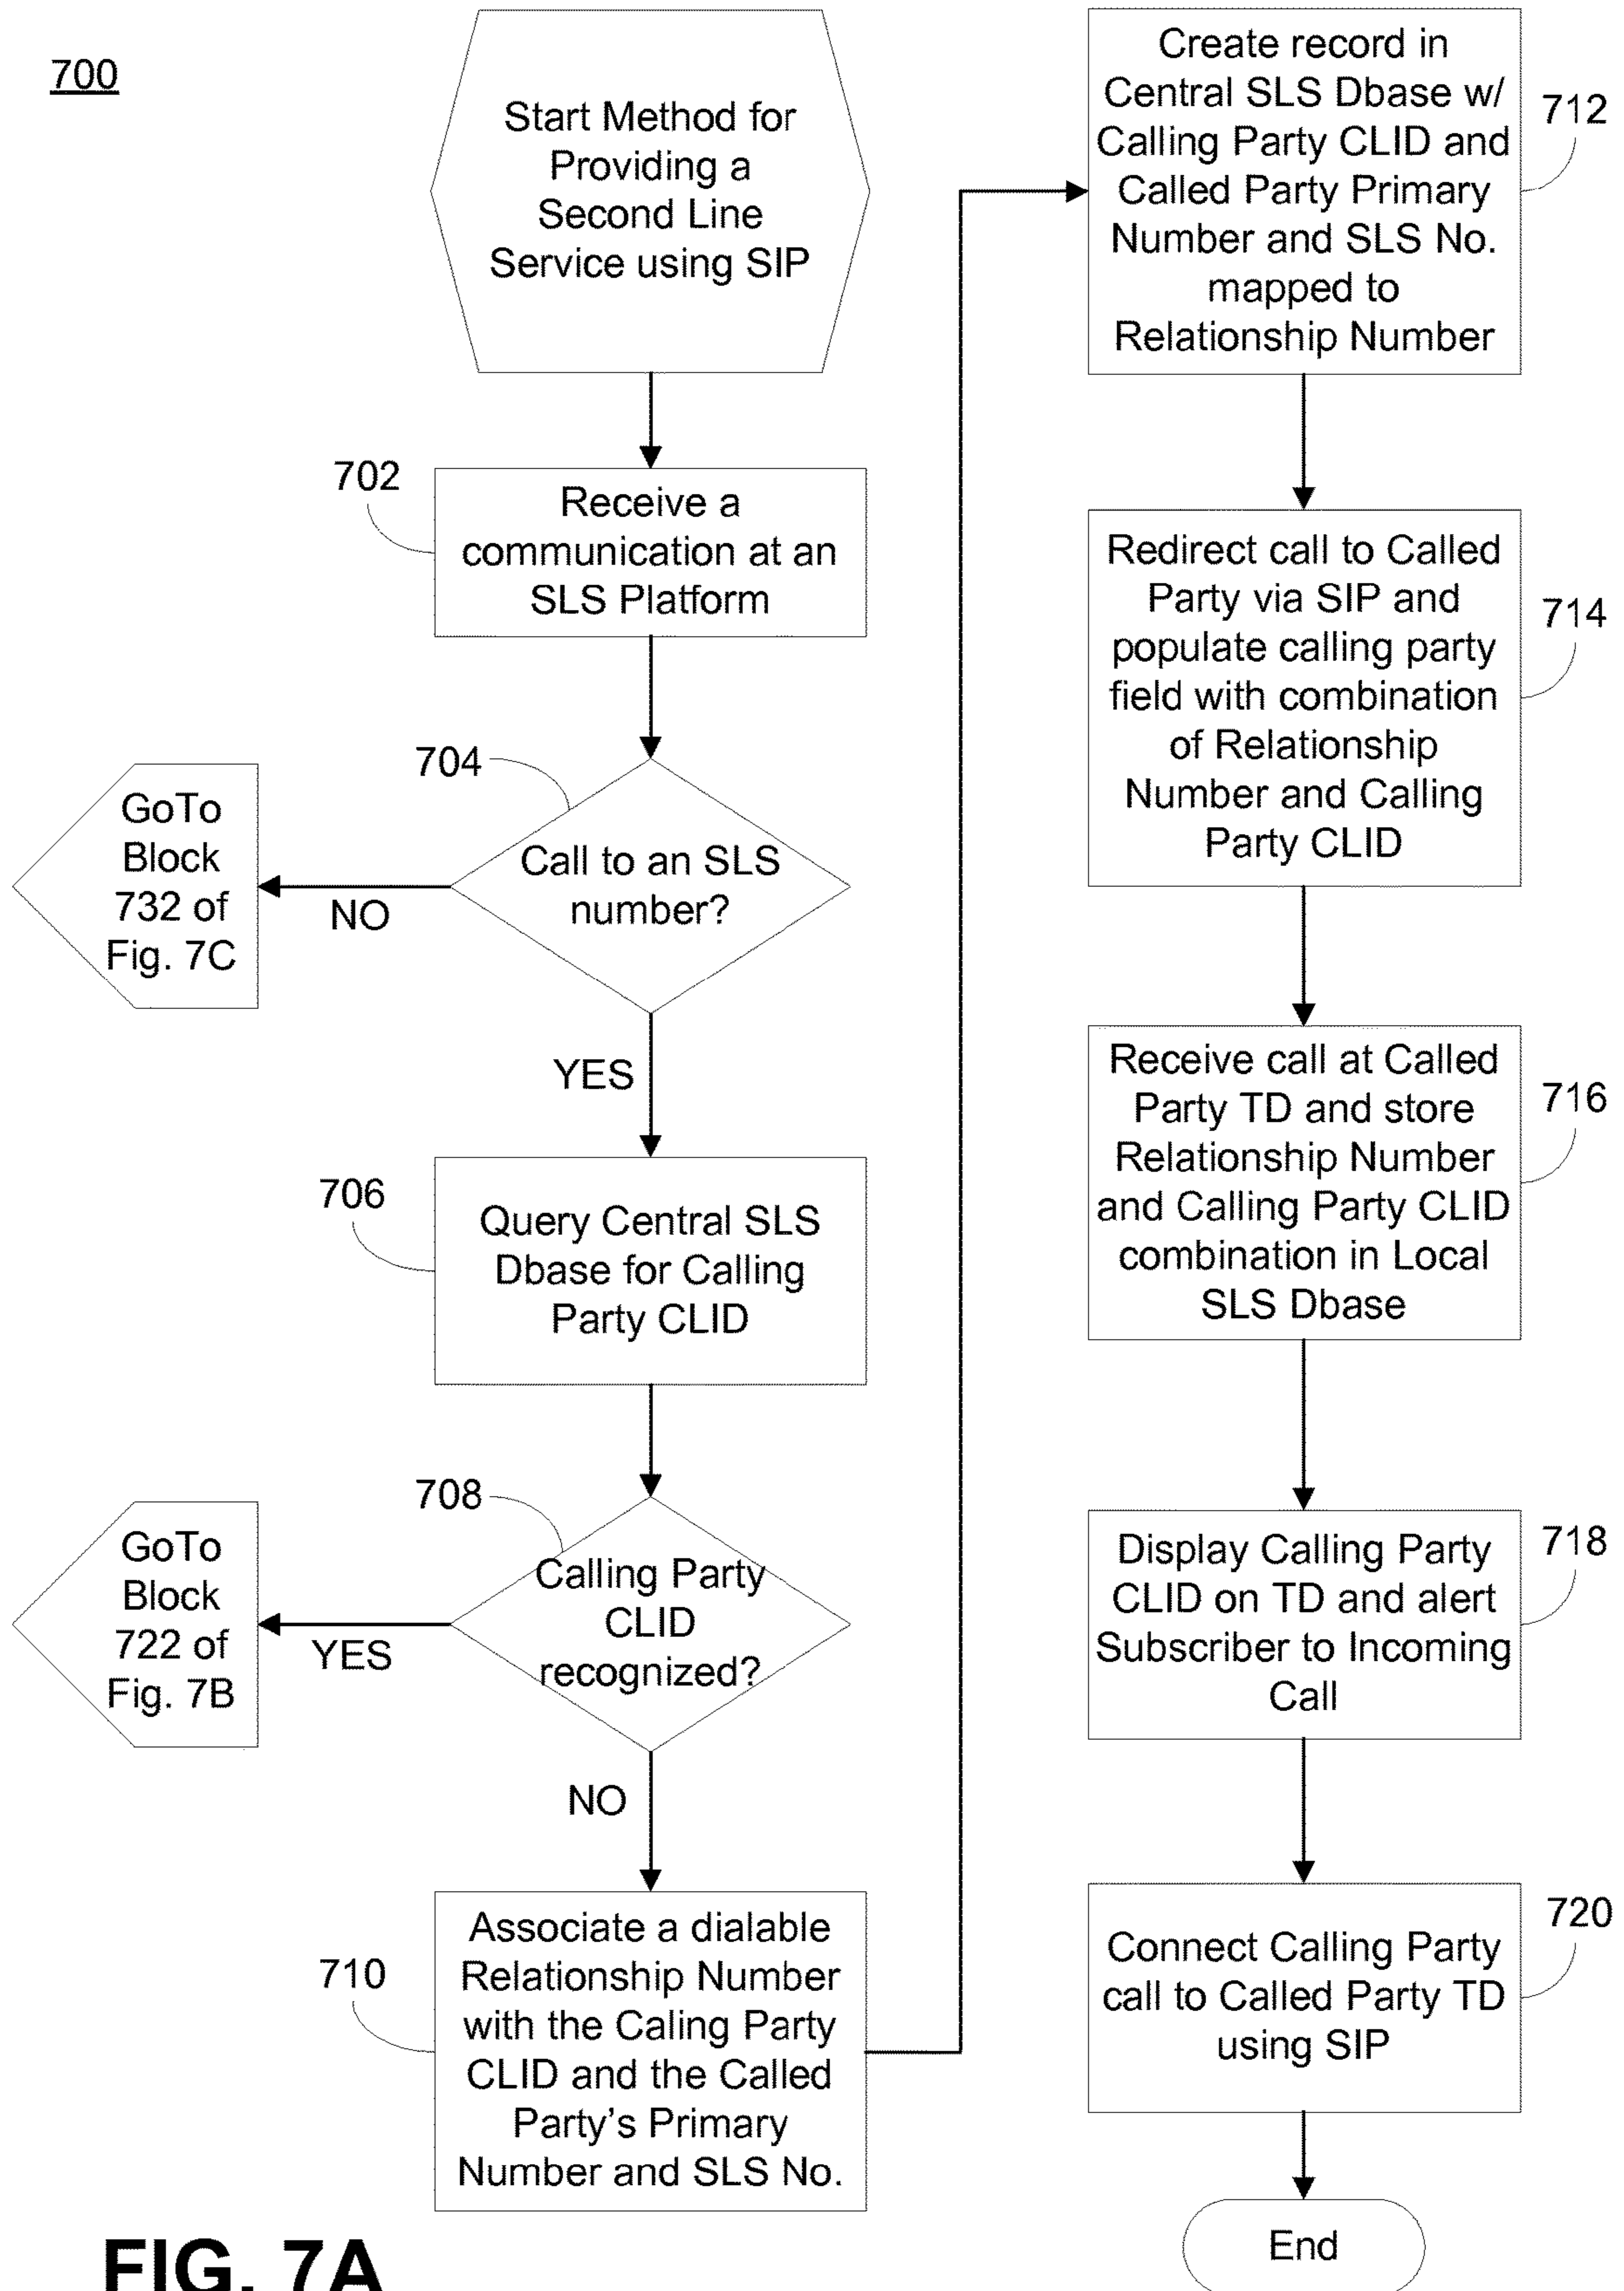 700
Start Method for
Providing a
Second Line
Service using SIP
702
Receive a
communication at an
SLS Platform
704
Call to an SLS
number?
NO
GoTo
Block
732 of
Fig. 7C
YES
706
Query Central SLS
Dbase for Calling
Party CLID
708
Calling Party
CLID
recognized?
YES
GoTo
Block
722 of
Fig. 7B
NO
710
Associate a dialable
Relationship Number
with the Caling Party
CLID and the Called
Party's Primary
Number and SLS No.
Create record in
Central SLS Dbase w/
Calling Party CLID and
Called Party Primary
Number and SLS No.
mapped to
Relationship Number
712
Redirect call to Called
Party via SIP and
populate calling party
field with combination
of Relationship
Number and Calling
Party CLID
714
Receive call at Called
Party TD and store
Relationship Number
and Calling Party CLID
combination in Local
SLS Dbase
716
Display Calling Party
CLID on TD and alert
Subscriber to Incoming
Call
718
Connect Calling Party
call to Called Party TD
using SIP
720
End
FIG. 7A